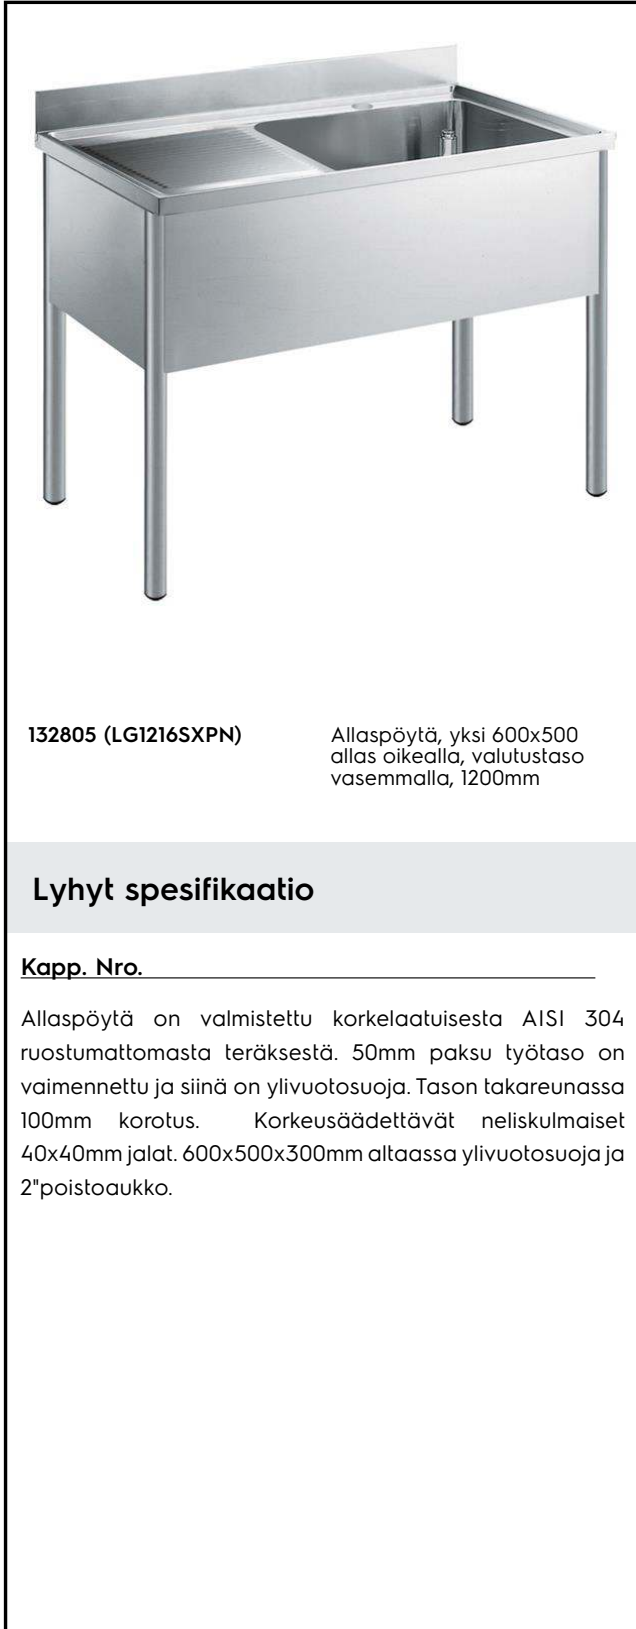 132805 (LG1216SXPN)
Allaspöytä, yksi 600x500
allas oikealla, valutustaso
vasemmalla, 1200mm
Lyhyt spesifikaatio
Kapp. Nro.
Allaspöytä on valmistettu korkelaatuisesta AISI 304
ruostumattomasta teräksestä. 50mm paksu työtaso on
vaimennettu ja siinä on ylivuotosuoja. Tason takareunassa
100mm korotus. Korkeusäädettävät neliskulmaiset
40x40mm jalat. 600x500x300mm altaassa ylivuotosuoja ja
2"poistoaukko.